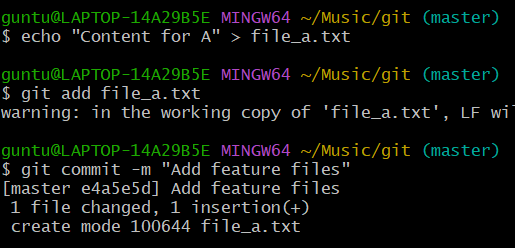 guntu@LAPTOP-14A29B5E MINGW64 ~/Music/git (master)
$ echo "Content for A" > file_a.txt
guntu@LAPTOP-14A29B5E MINGW64 ~/Music/git (master)
$ git add file_a.txt
warning: in the working copy of 'file_a.txt', LF
guntu@LAPTOP-14A29B5E MINGW64 ~/Music/git (master)
$ git commit -m "Add feature files"
[master e4a5e5d] Add feature files
1 file changed, 1 insertion(+)
create mode 100644 file_a.txt